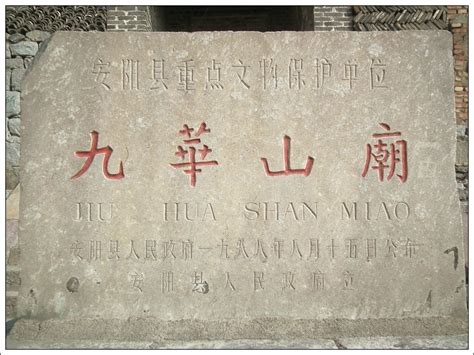 安阳县重点文物保护单位
九華山廟
JIU HUA SHAN MIAO
安阳县人民政府一九八九年八月十五日公布
安阳县人民政府立